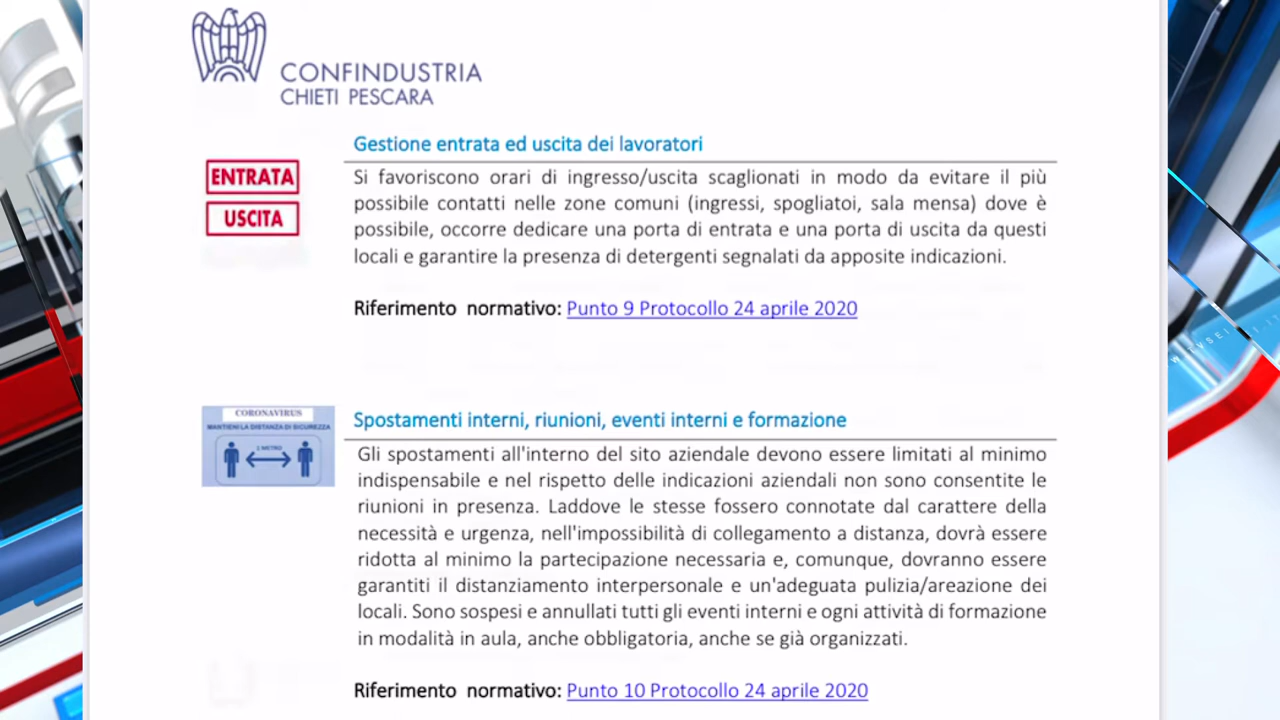 CONFINDUSTRIA
CHIETI PESCARA
Gestione entrata ed uscita dei lavoratori
ENTRATA
USCITA
Si favoriscono orari di ingresso/uscita scaglionati in modo da evitare il più
possibile contatti nelle zone comuni (ingressi, spogliatoi, sala mensa) dove è
possibile, occorre dedicare una porta di entrata e una porta di uscita da questi
locali e garantire la presenza di detergenti segnalati da apposite indicazioni.
Riferimento normativo: Punto 9 Protocollo 24 aprile 2020
CORONAVIRUS
MANTIENI LA DISTANZA DI SICUREZZA
1 METRO
Spostamenti interni, riunioni, eventi interni e formazione
Gli spostamenti all'interno del sito aziendale devono essere limitati al minimo
indispensabile e nel rispetto delle indicazioni aziendali non sono consentite le
riunioni in presenza. Laddove le stesse fossero connotate dal carattere della
necessità e urgenza, nell'impossibilità di collegamento a distanza, dovrà essere
ridotta al minimo la partecipazione necessaria e, comunque, dovranno essere
garantiti il distanziamento interpersonale e un'adeguata pulizia/areazione dei
locali. Sono sospesi e annullati tutti gli eventi interni e ogni attività di formazione
in modalità in aula, anche obbligatoria, anche se già organizzati.
Riferimento normativo: Punto 10 Protocollo 24 aprile 2020